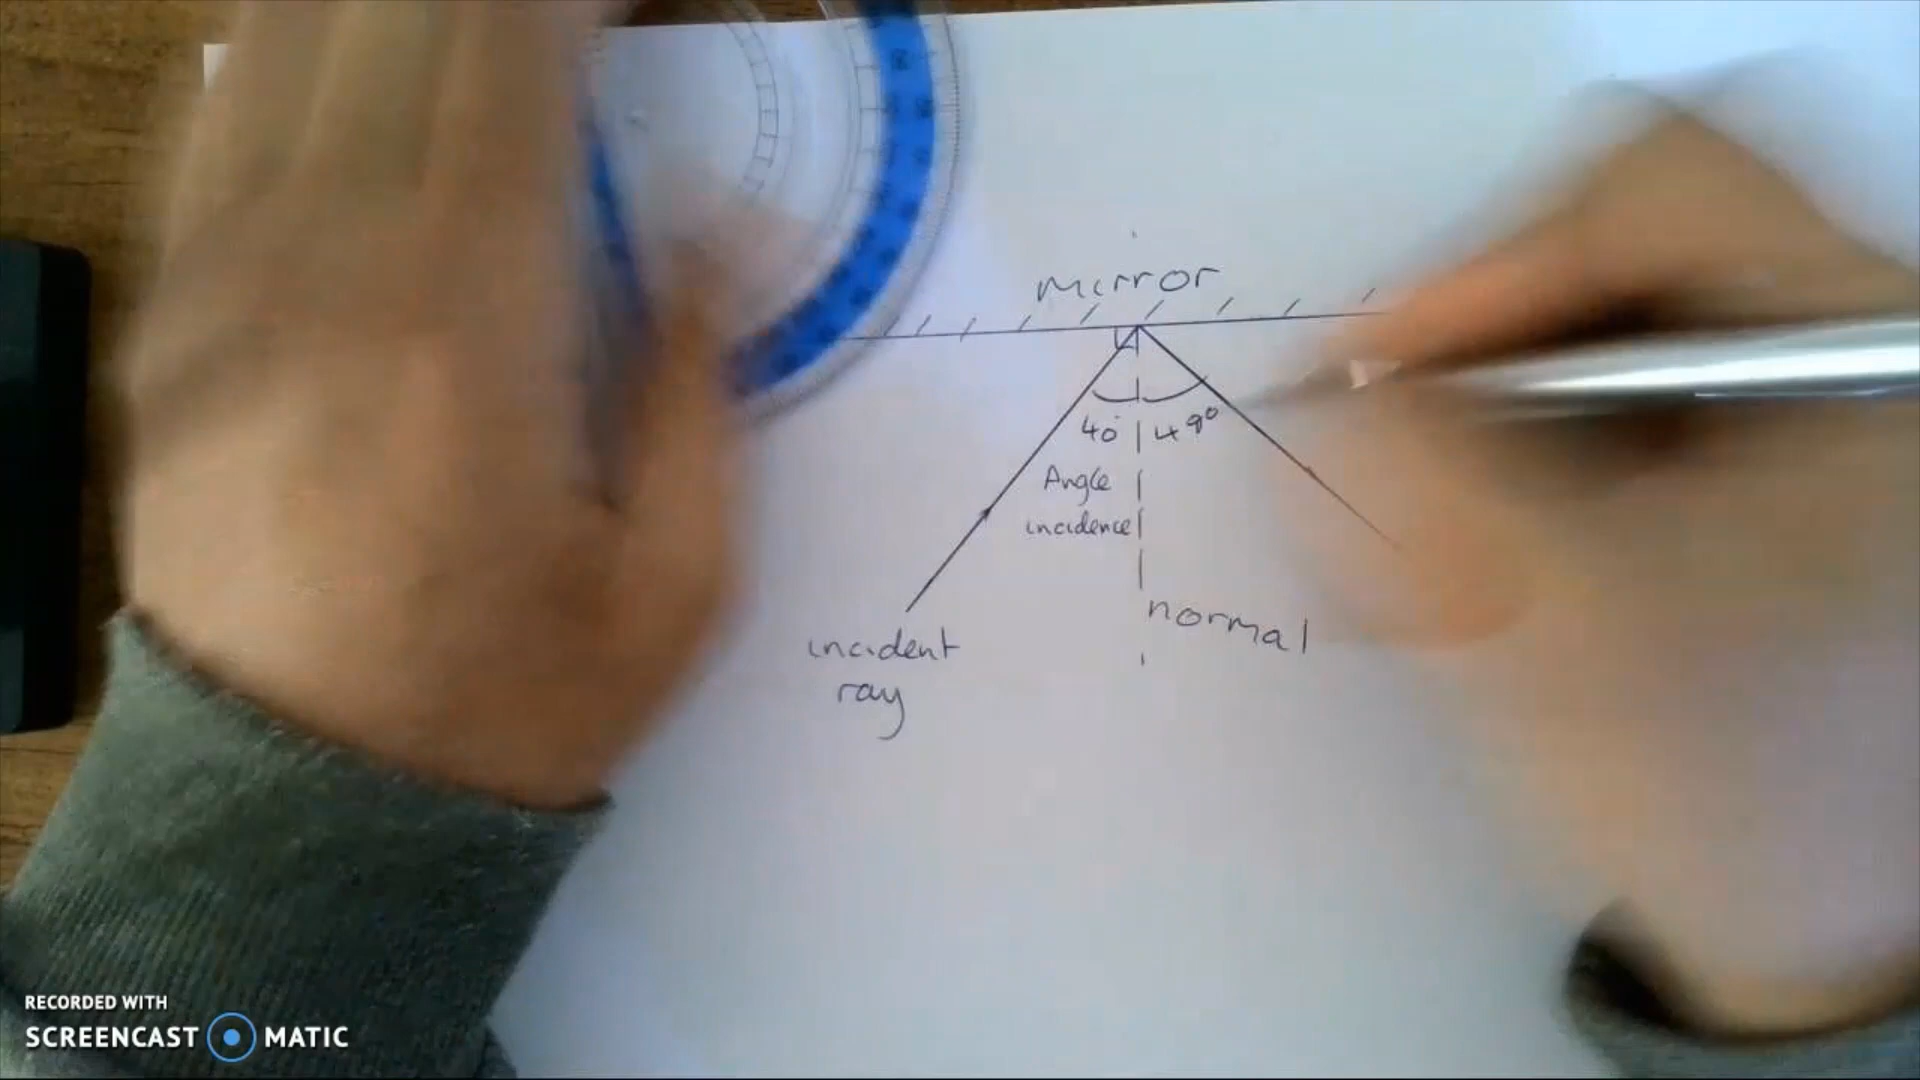 mirror
40° 49°
Angle
incidence
normal
incident
ray
RECORDED WITH
SCREENCAST MATIC